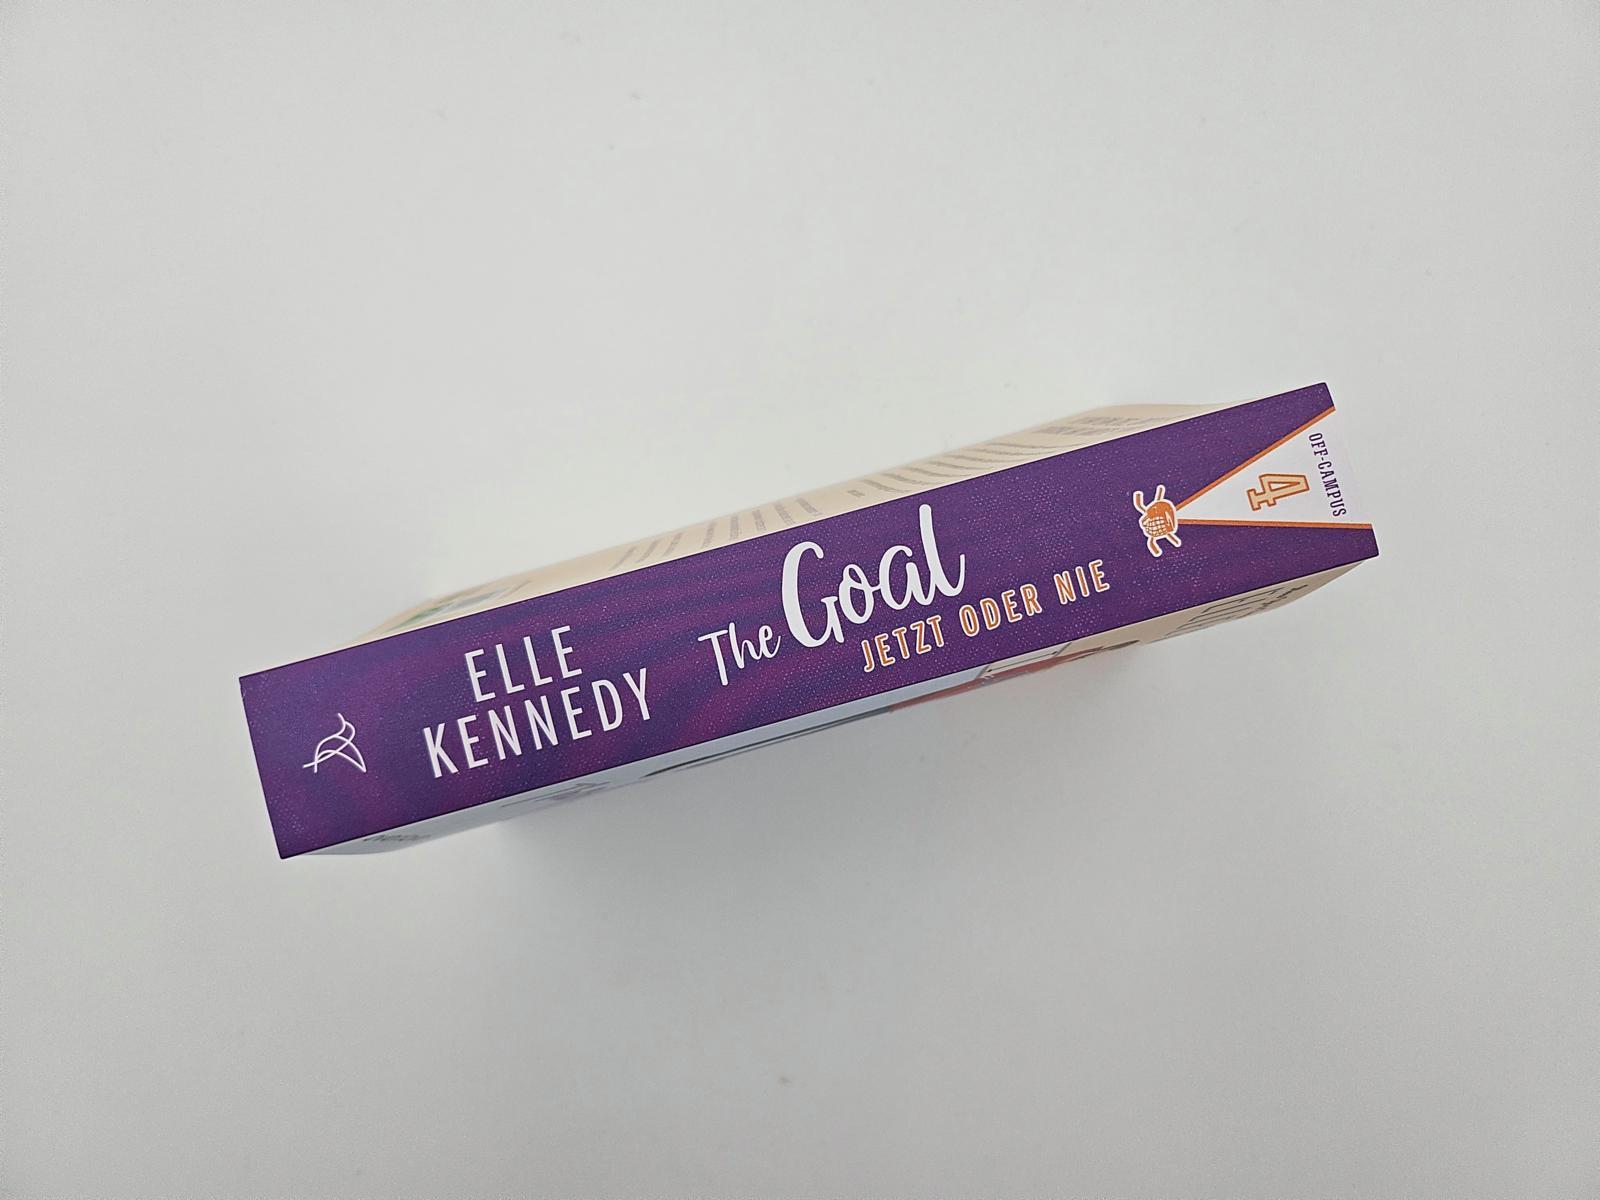 ELLE
KENNEDY
The Goal
JETZT ODER NIE
4
OFF-CAMPUS